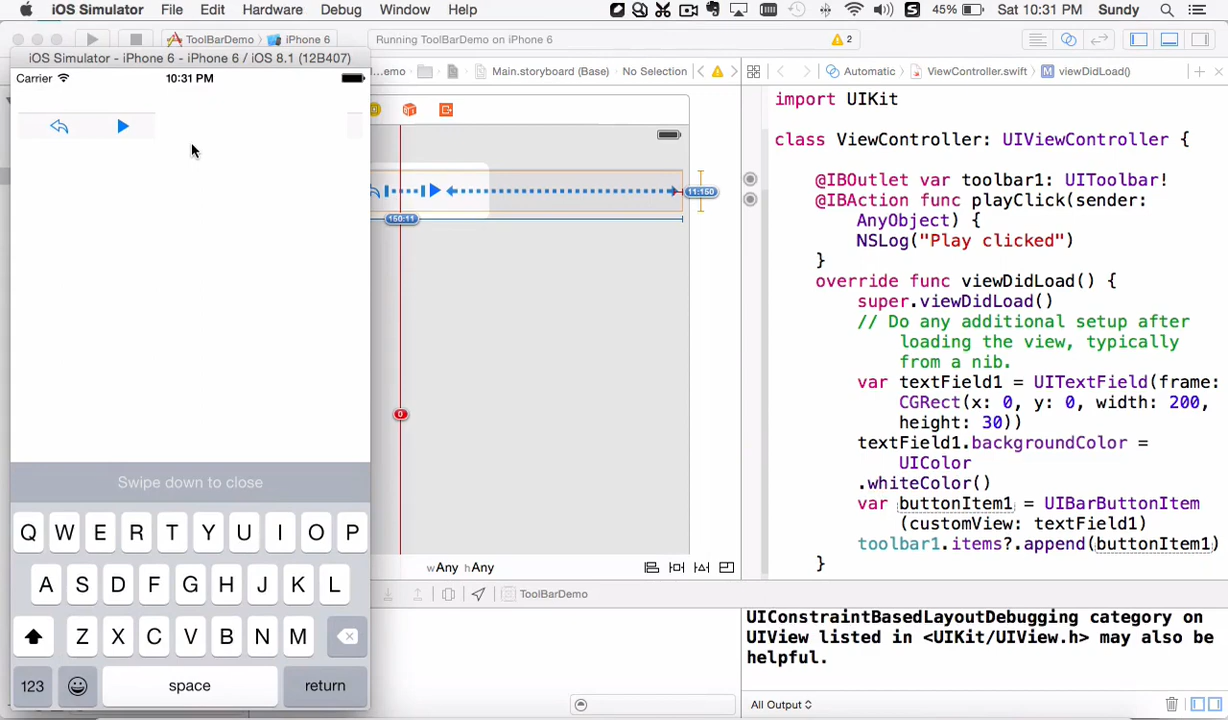 iOS Simulator File Edit Hardware Debug Window Help 45% Sat 10:31 PM Sundy
ToolBarDemo iPhone 6 Running ToolBarDemo on iPhone 6 2
iOS Simulator - iPhone 6 - iPhone 6 / iOS 8.1 (12B407)
...emo Main.storyboard (Base) No Selection Automatic ViewController.swift M viewDidLoad()
Carrier 10:31 PM
import UIKit
class ViewController: UIViewController {
@IBOutlet var toolbar1: UIToolbar!
@IBAction func playClick(sender:
AnyObject) {
NSLog("Play clicked")
}
override func viewDidLoad() {
super.viewDidLoad()
// Do any additional setup after
loading the view, typically
from a nib.
var textField1 = UITextField(frame:
CGRect(x: 0, y: 0, width: 200,
height: 30))
textField1.backgroundColor =
UIColor
.whiteColor()
var buttonItem1 = UIBarButtonItem
(customView: textField1)
toolbar1.items?.append(buttonItem1)
}
11:150
150:11
0
Swipe down to close
Q W E R T Y U I O P
A S D F G H J K L
Z X C V B N M
123 space return
wAny hAny
ToolBarDemo
UIConstraintBasedLayoutDebugging category on
UIView listed in <UIKit/UIView.h> may also be
helpful.
All Output